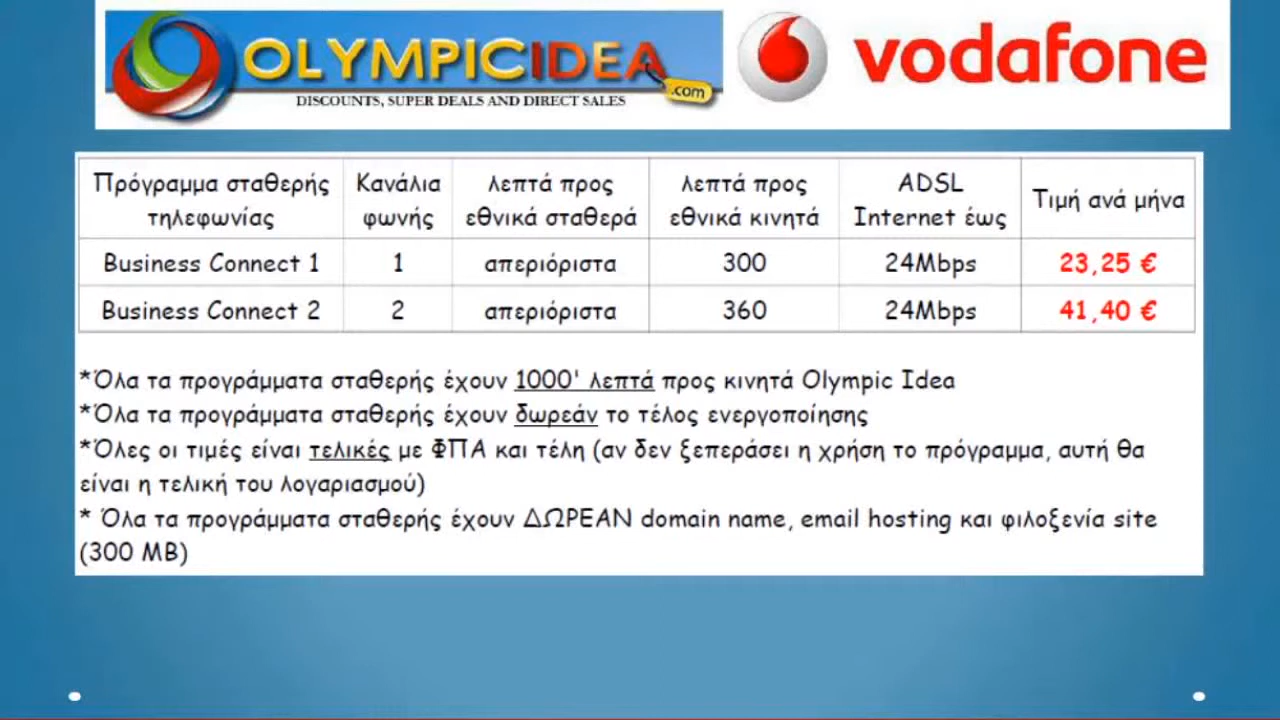 OLYMPICIDEA
.com
DISCOUNTS, SUPER DEALS AND DIRECT SALES
vodafone
Πρόγραμμα σταθερής τηλεφωνίας Κανάλια φωνής λεπτά προς εθνικά σταθερά λεπτά προς εθνικά κινητά ADSL Internet έως Τιμή ανά μήνα
Business Connect 1 1 απεριόριστα 300 24Mbps 23,25 €
Business Connect 2 2 απεριόριστα 360 24Mbps 41,40 €
*Όλα τα προγράμματα σταθερής έχουν 1000' λεπτά προς κινητά Olympic Idea
*Όλα τα προγράμματα σταθερής έχουν δωρεάν το τέλος ενεργοποίησης
*Όλες οι τιμές είναι τελικές με ΦΠΑ και τέλη (αν δεν ξεπεράσει η χρήση το πρόγραμμα, αυτή θα
είναι η τελική του λογαριασμού)
* Όλα τα προγράμματα σταθερής έχουν ΔΩΡΕΑΝ domain name, email hosting και φιλοξενία site
(300 MB)